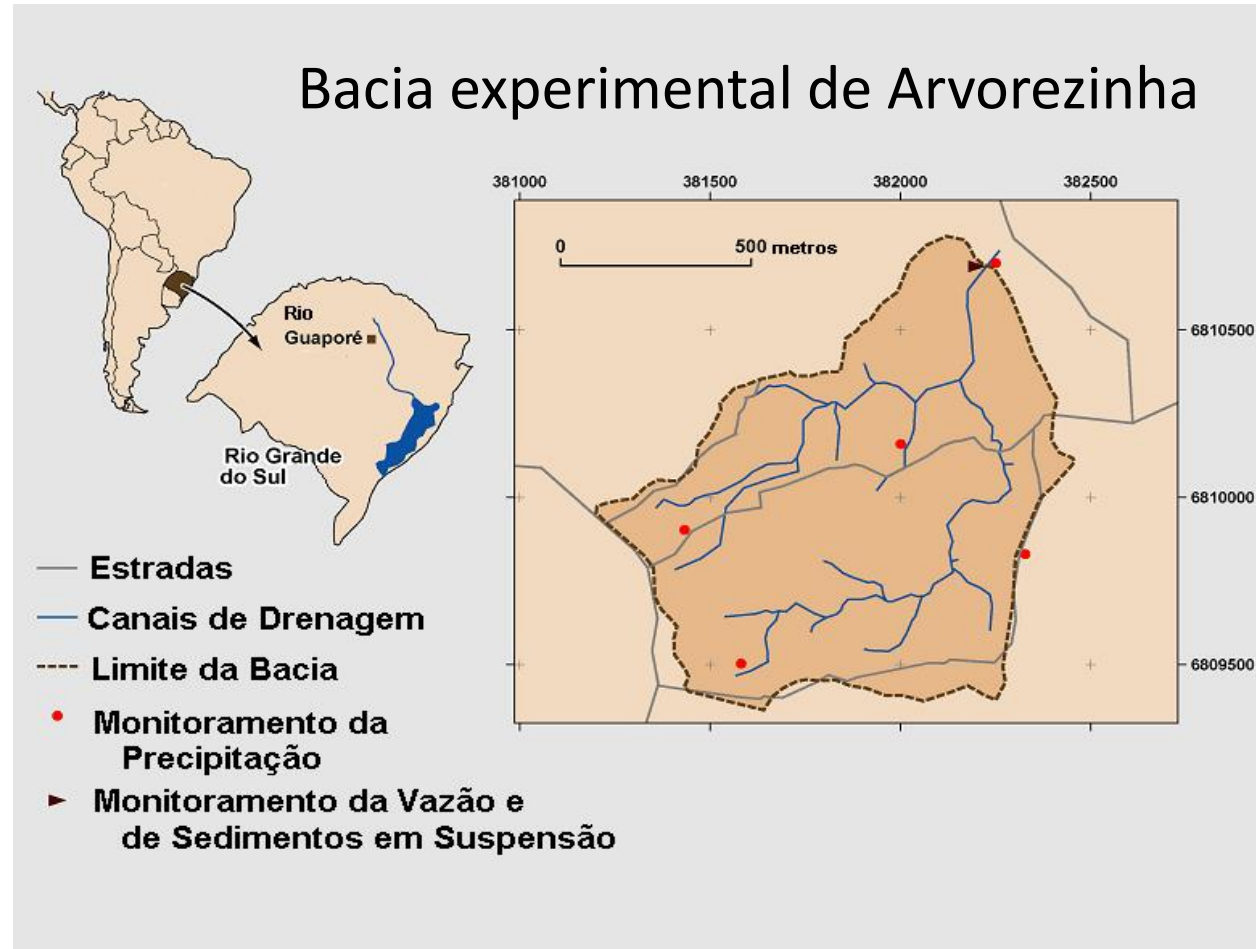 Bacia experimental de Arvorezinha
381000 381500 382000 382500
0 500 metros
6810500
6810000
6809500
Rio
Guaporé
Rio Grande
do Sul
Estradas
Canais de Drenagem
Limite da Bacia
Monitoramento da
Precipitação
Monitoramento da Vazão e
de Sedimentos em Suspensão